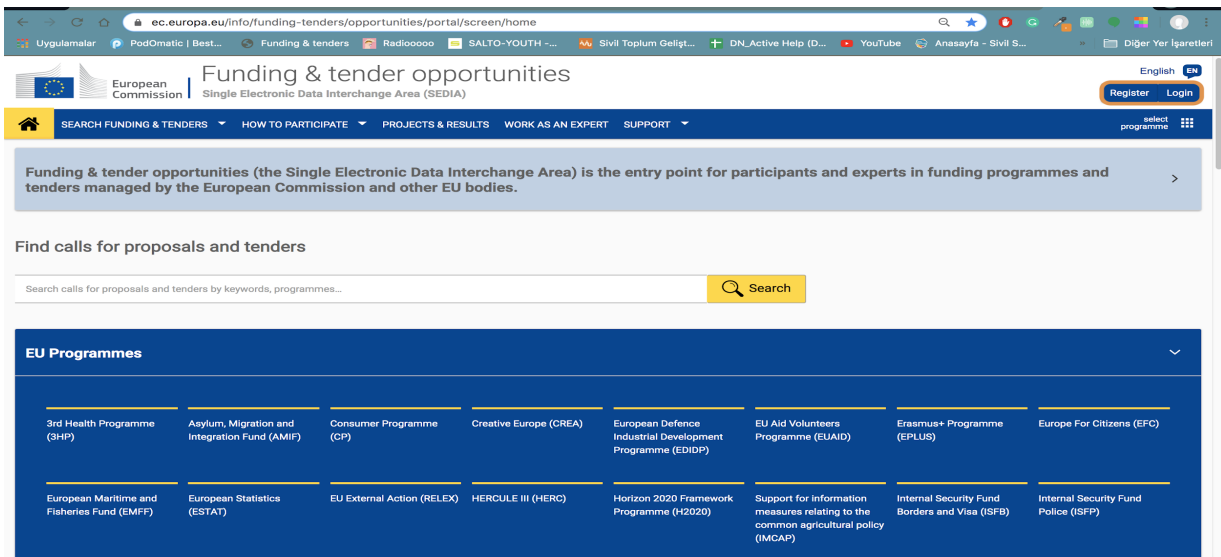 ec.europa.eu/info/funding-tenders/opportunities/portal/screen/home
Uygulamalar PodOmatic | Best... Funding & tenders Radiooooo SALTO-YOUTH -... Sivil Toplum Gelişt... DN_Active Help (D... YouTube Anasayfa - Sivil S... » Diğer Yer İşaretleri
European
Commission
Funding & tender opportunities
Single Electronic Data Interchange Area (SEDIA)
English EN
Register Login
SEARCH FUNDING & TENDERS HOW TO PARTICIPATE PROJECTS & RESULTS WORK AS AN EXPERT SUPPORT
select
programme
Funding & tender opportunities (the Single Electronic Data Interchange Area) is the entry point for participants and experts in funding programmes and
tenders managed by the European Commission and other EU bodies.
Find calls for proposals and tenders
Search calls for proposals and tenders by keywords, programmes...
Search
EU Programmes
3rd Health Programme
(3HP)
Asylum, Migration and
Integration Fund (AMIF)
Consumer Programme
(CP)
Creative Europe (CREA)
European Defence
Industrial Development
Programme (EDIDP)
EU Aid Volunteers
Programme (EUAID)
Erasmus+ Programme
(EPLUS)
Europe For Citizens (EFC)
European Maritime and
Fisheries Fund (EMFF)
European Statistics
(ESTAT)
EU External Action (RELEX)
HERCULE III (HERC)
Horizon 2020 Framework
Programme (H2020)
Support for information
measures relating to the
common agricultural policy
(IMCAP)
Internal Security Fund
Borders and Visa (ISFB)
Internal Security Fund
Police (ISFP)